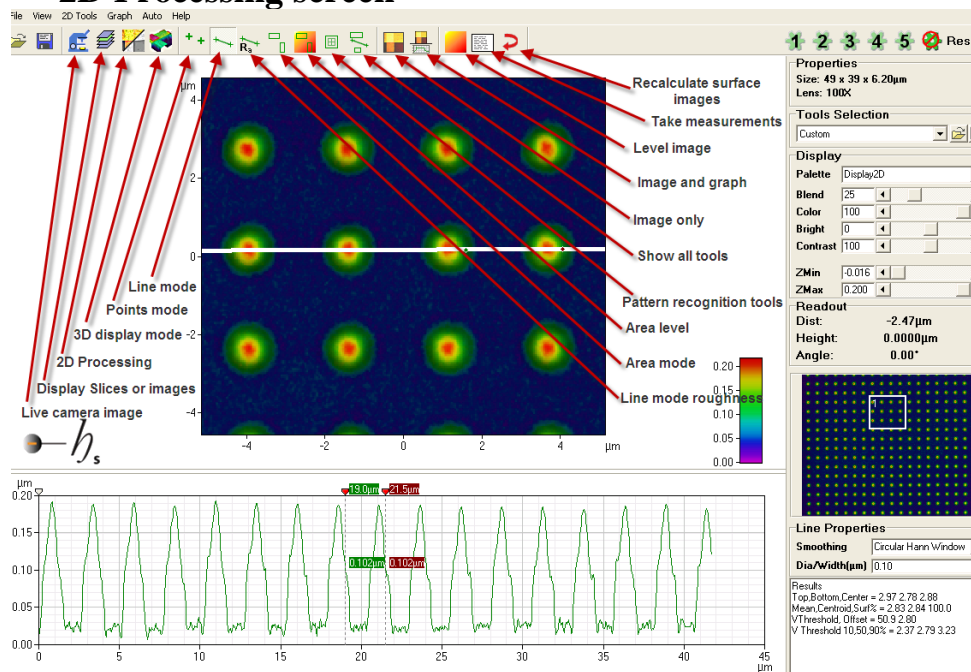 2D Processing screen
File View 2D Tools Graph Auto Help
R₃
1 2 3 4 5 Res
Recalculate surface images
Take measurements
Level image
Image and graph
Image only
Show all tools
Pattern recognition tools
Area level
Area mode
Line mode roughness
Line mode
Points mode
3D display mode
2D Processing
Display Slices or images
Live camera image
hs
µm
4
2
0
-2
-4
-4 -2 0 2 4 µm
0.20
0.15
0.10
0.05
0.00
Properties
Size: 49 x 39 x 6.20µm
Lens: 100X
Tools Selection
Custom
Display
Palette Display2D
Blend 25
Color 100
Bright 0
Contrast 100
ZMin -0.016
ZMax 0.200
Readout
Dist: -2.47µm
Height: 0.0000µm
Angle: 0.00°
1
Line Properties
Smoothing Circular Hann Window
Dia/Width(µm) 0.10
Results
Top,Bottom,Center = 2.97 2.78 2.88
Mean,Centroid,Surf% = 2.83 2.84 100.0
VThreshold, Offset = 50.9 2.80
V Threshold 10,50,90% = 2.37 2.79 3.23
µm
0.20
0.15
0.10
0.05
0.00
19.0µm 21.5µm
0.102µm 0.102µm
0 5 10 15 20 25 30 35 40 45
µm